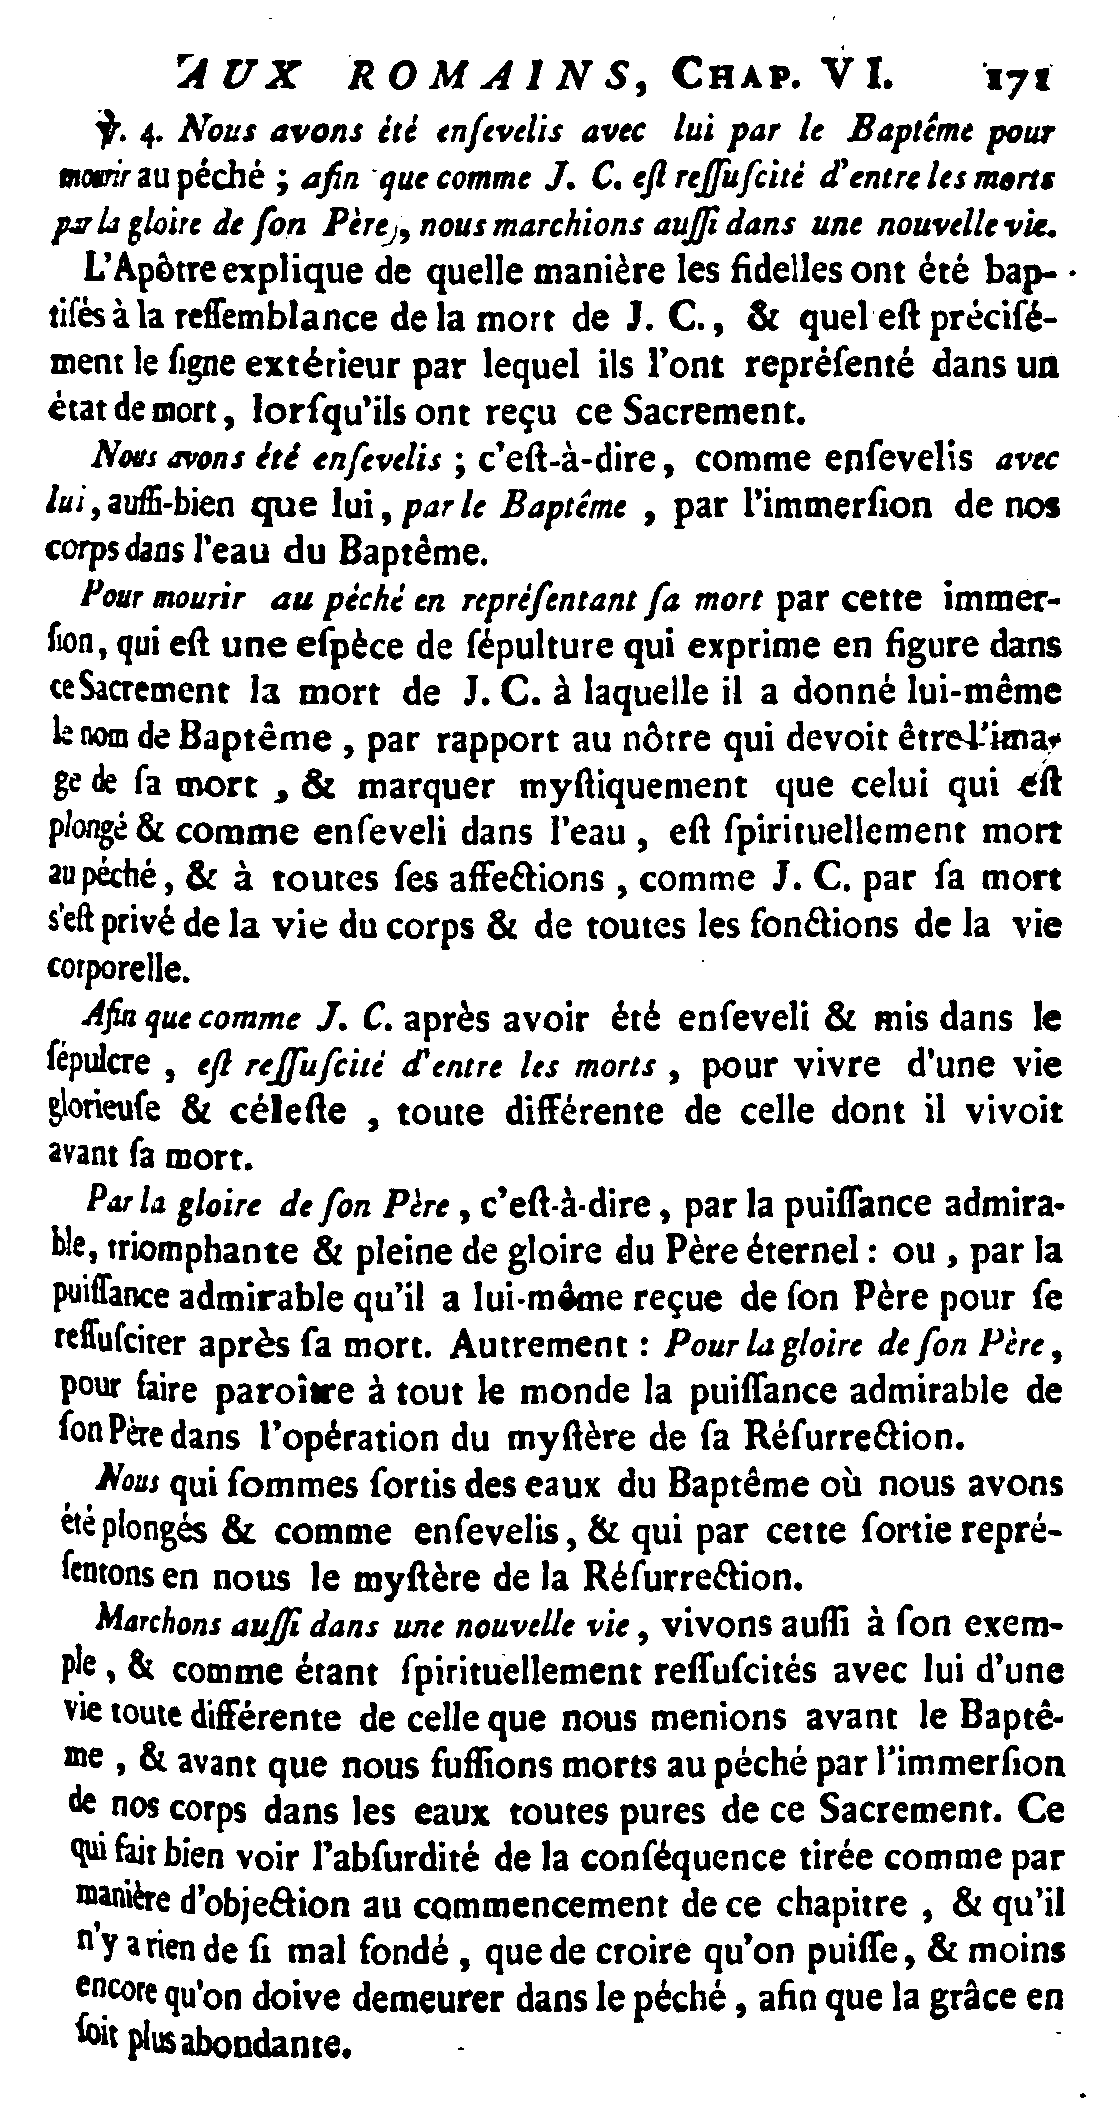 AUX ROMAINS, CHAP. VI. 171
℣. 4. Nous avons été enſevelis avec lui par le Baptême pour
mourir au péché ; afin que comme J. C. eſt reſſuſcité d'entre les morts
par la gloire de ſon Père, nous marchions auſſi dans une nouvelle vie.
L'Apôtre explique de quelle manière les fidelles ont été bap-
tiſés à la reſſemblance de la mort de J. C., & quel eſt préciſé-
ment le ſigne extérieur par lequel ils l'ont repréſenté dans un
état de mort, lorſqu'ils ont reçu ce Sacrement.
Nous avons été enſevelis ; c'eſt-à-dire, comme enſevelis avec
lui, auſſi-bien que lui, par le Baptême, par l'immerſion de nos
corps dans l'eau du Baptême.
Pour mourir au péché en repréſentant ſa mort par cette immer-
ſion, qui eſt une eſpèce de ſépulture qui exprime en figure dans
ce Sacrement la mort de J. C. à laquelle il a donné lui-même
le nom de Baptême, par rapport au nôtre qui devoit être l'ima-
ge de ſa mort, & marquer myſtiquement que celui qui eſt
plongé & comme enſeveli dans l'eau, eſt ſpirituellement mort
au péché, & à toutes ſes affections, comme J. C. par ſa mort
s'eſt privé de la vie du corps & de toutes les fonctions de la vie
corporelle.
Afin que comme J. C. après avoir été enſeveli & mis dans le
ſépulcre, eſt reſſuſcité d'entre les morts, pour vivre d'une vie
glorieuſe & céleſte, toute différente de celle dont il vivoit
avant ſa mort.
Par la gloire de ſon Père, c'eſt-à-dire, par la puiſſance admira-
ble, triomphante & pleine de gloire du Père éternel : ou, par la
puiſſance admirable qu'il a lui-même reçue de ſon Père pour ſe
reſſuſciter après ſa mort. Autrement : Pour la gloire de ſon Père,
pour faire paroître à tout le monde la puiſſance admirable de
ſon Père dans l'opération du myſtère de ſa Réſurrection.
Nous qui ſommes ſortis des eaux du Baptême où nous avons
été plongés & comme enſevelis, & qui par cette ſortie repré-
ſentons en nous le myſtère de la Réſurrection.
Marchons auſſi dans une nouvelle vie, vivons auſſi à ſon exem-
ple, & comme étant ſpirituellement reſſuſcités avec lui d'une
vie toute différente de celle que nous menions avant le Baptê-
me, & avant que nous fuſſions morts au péché par l'immerſion
de nos corps dans les eaux toutes pures de ce Sacrement. Ce
qui fait bien voir l'abſurdité de la conſéquence tirée comme par
manière d'objection au commencement de ce chapitre, & qu'il
n'y a rien de ſi mal fondé, que de croire qu'on puiſſe, & moins
encore qu'on doive demeurer dans le péché, afin que la grâce en
ſoit plus abondante.